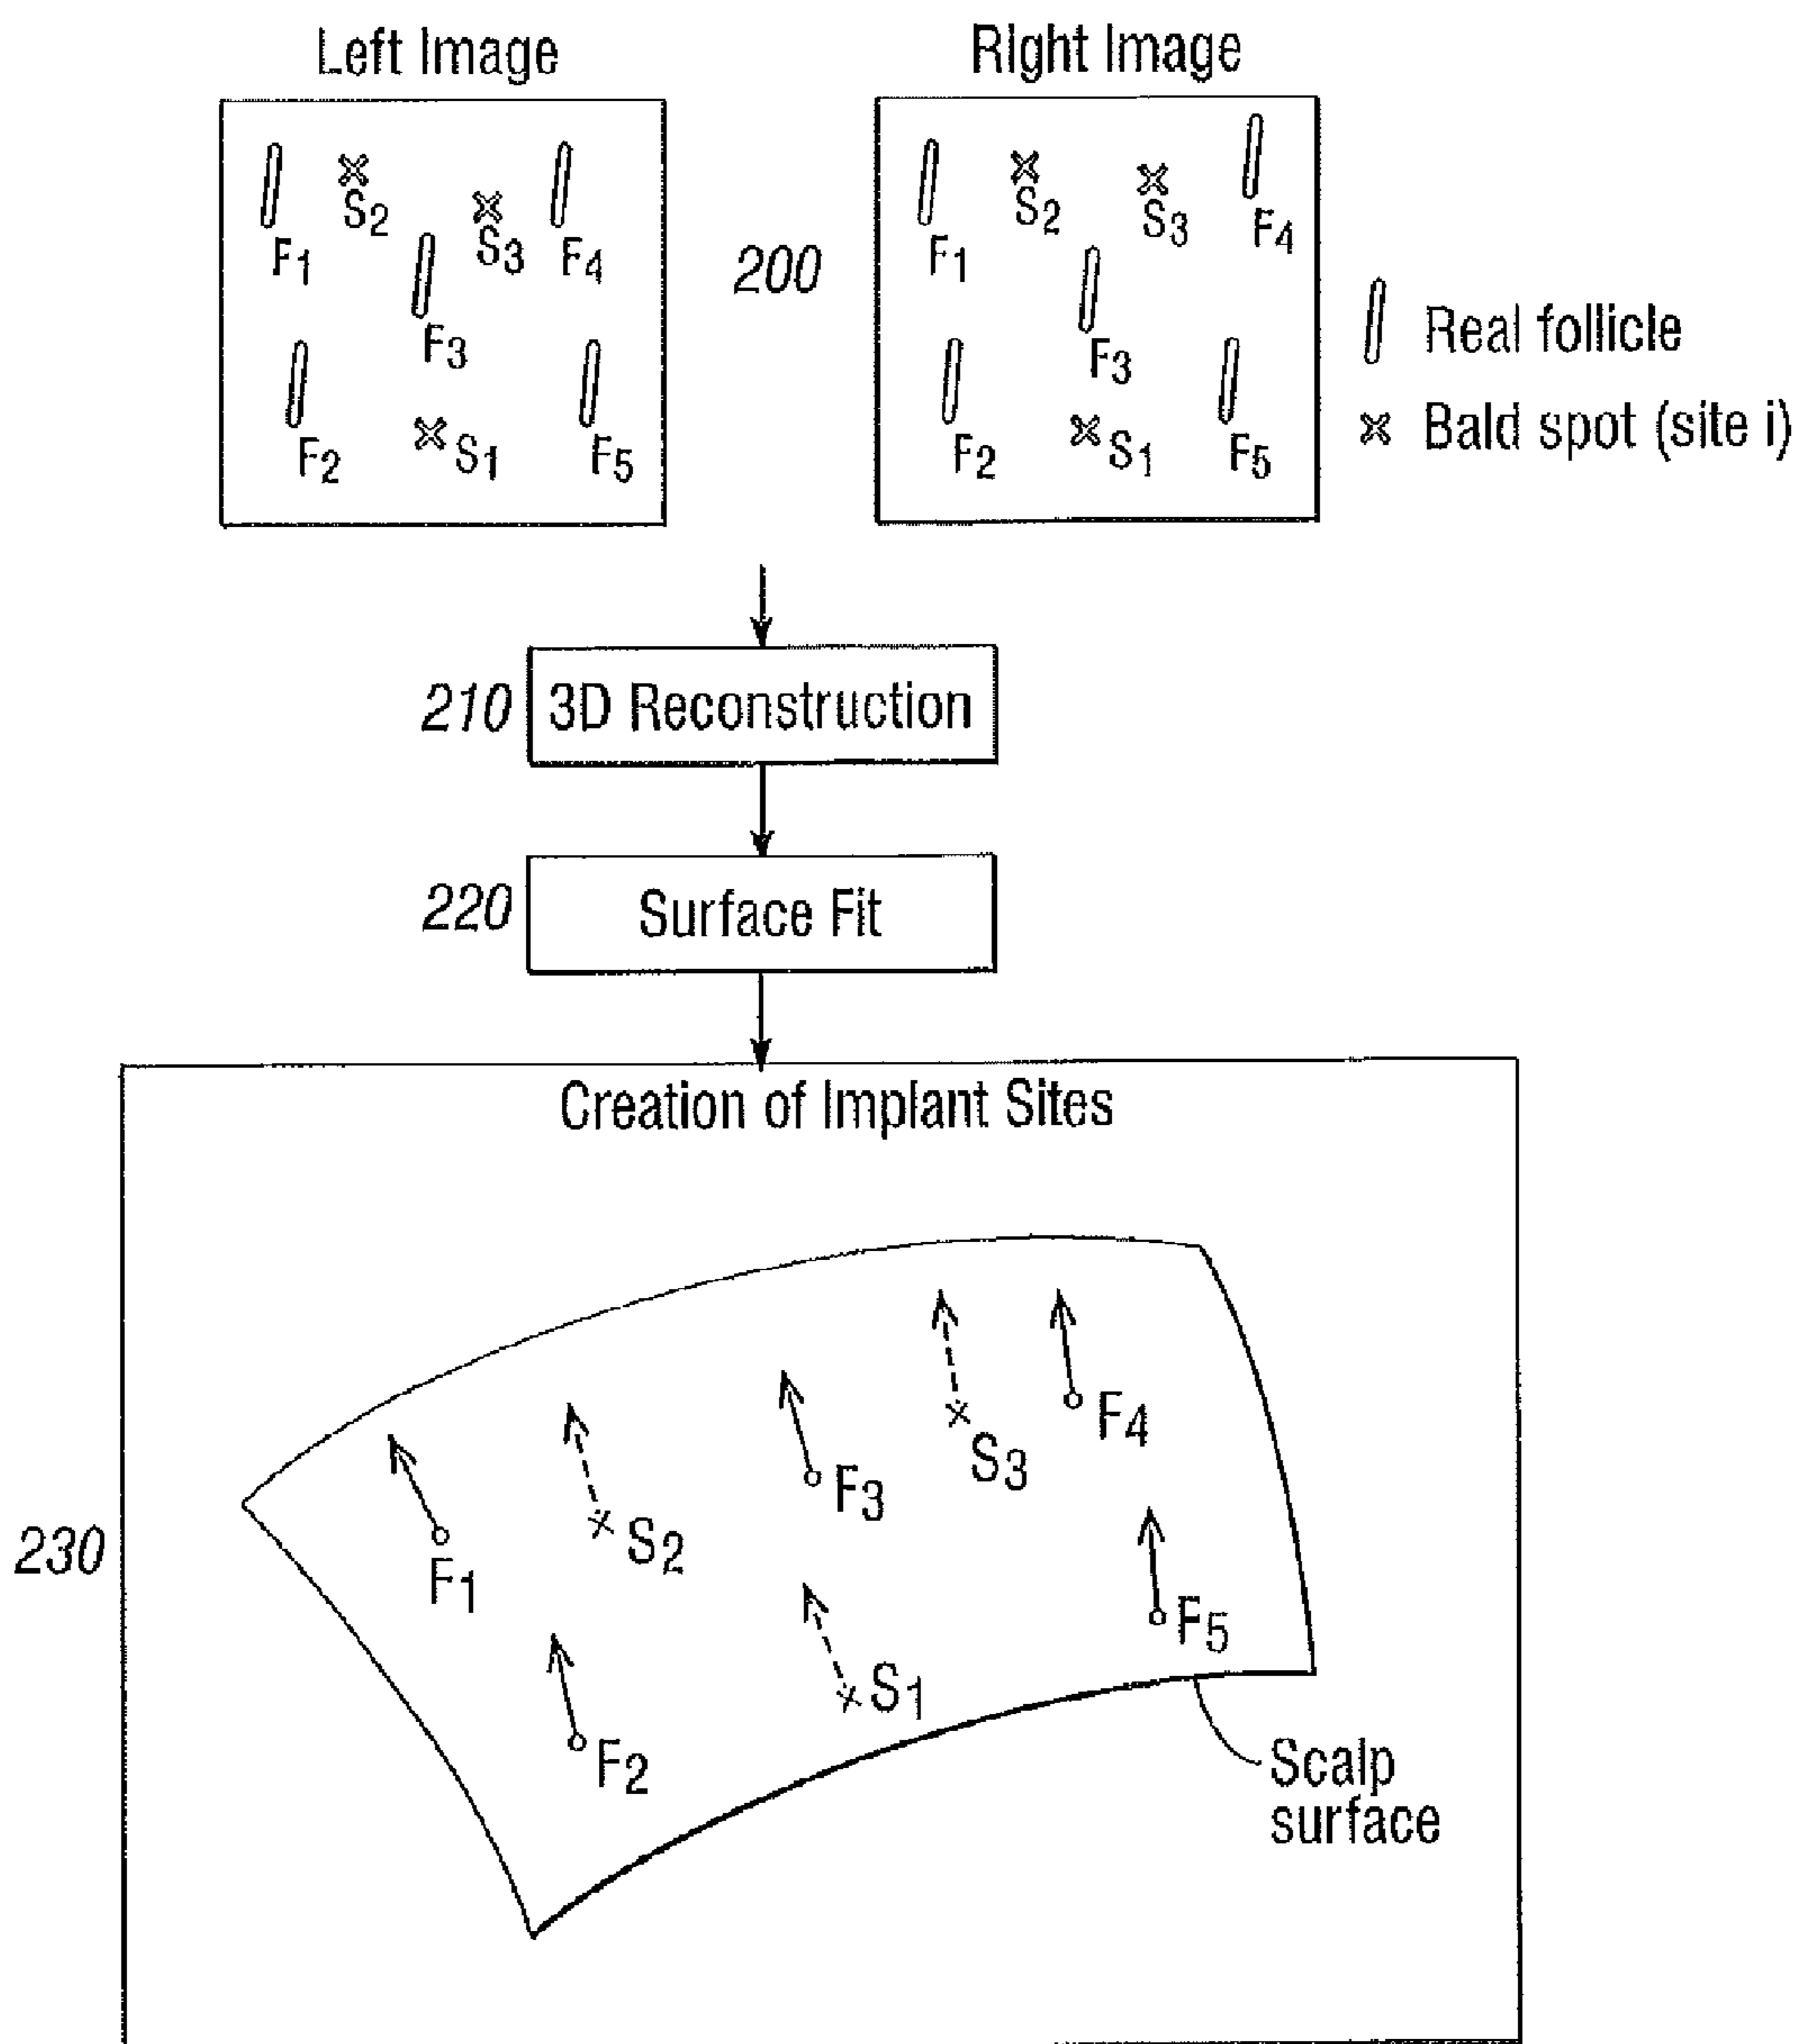 Left Image
Right Image
S2
S3
F1
F4
F3
F2
S1
F5
200
S2
S3
F1
F4
F3
F2
S1
F5
Real follicle
Bald spot (site i)
210
3D Reconstruction
220
Surface Fit
Creation of Implant Sites
230
F4
S3
F3
S2
F1
F5
S1
F2
Scalp
surface